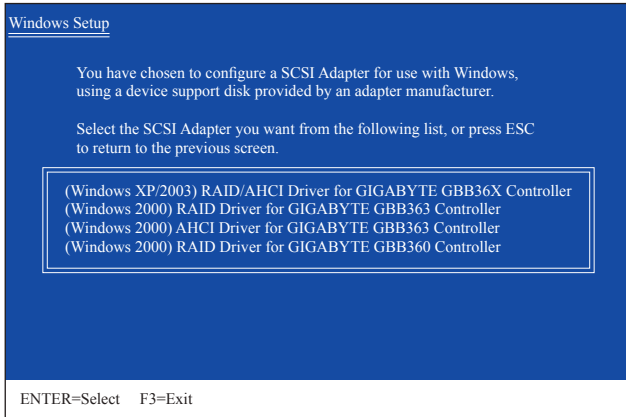 Windows Setup
You have chosen to configure a SCSI Adapter for use with Windows,
using a device support disk provided by an adapter manufacturer.
Select the SCSI Adapter you want from the following list, or press ESC
to return to the previous screen.
(Windows XP/2003) RAID/AHCI Driver for GIGABYTE GBB36X Controller
(Windows 2000) RAID Driver for GIGABYTE GBB363 Controller
(Windows 2000) AHCI Driver for GIGABYTE GBB363 Controller
(Windows 2000) RAID Driver for GIGABYTE GBB360 Controller
ENTER=Select F3=Exit